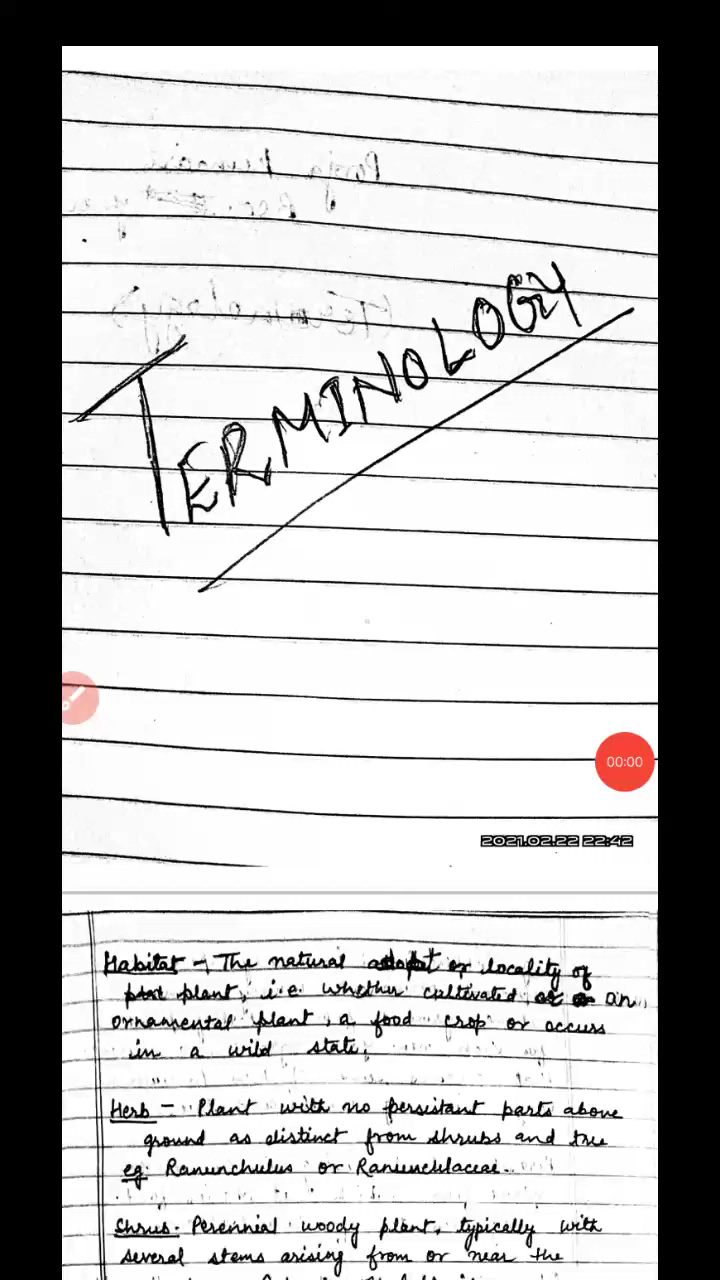 TERMINOLOGY
00:00
2021.02.22 22:42
Habitat - The natural or locality of
plant, i.e whether cultivated an
ornamental plant, a food crop or occurs
in a wild state,
Herb - Plant with no persistant parts above
ground as distinct from shrubs and tree
eg. Ranunchulus or Ranunculaceae.
Shrub. Perennial woody plant, typically with
several stems arising from or near the